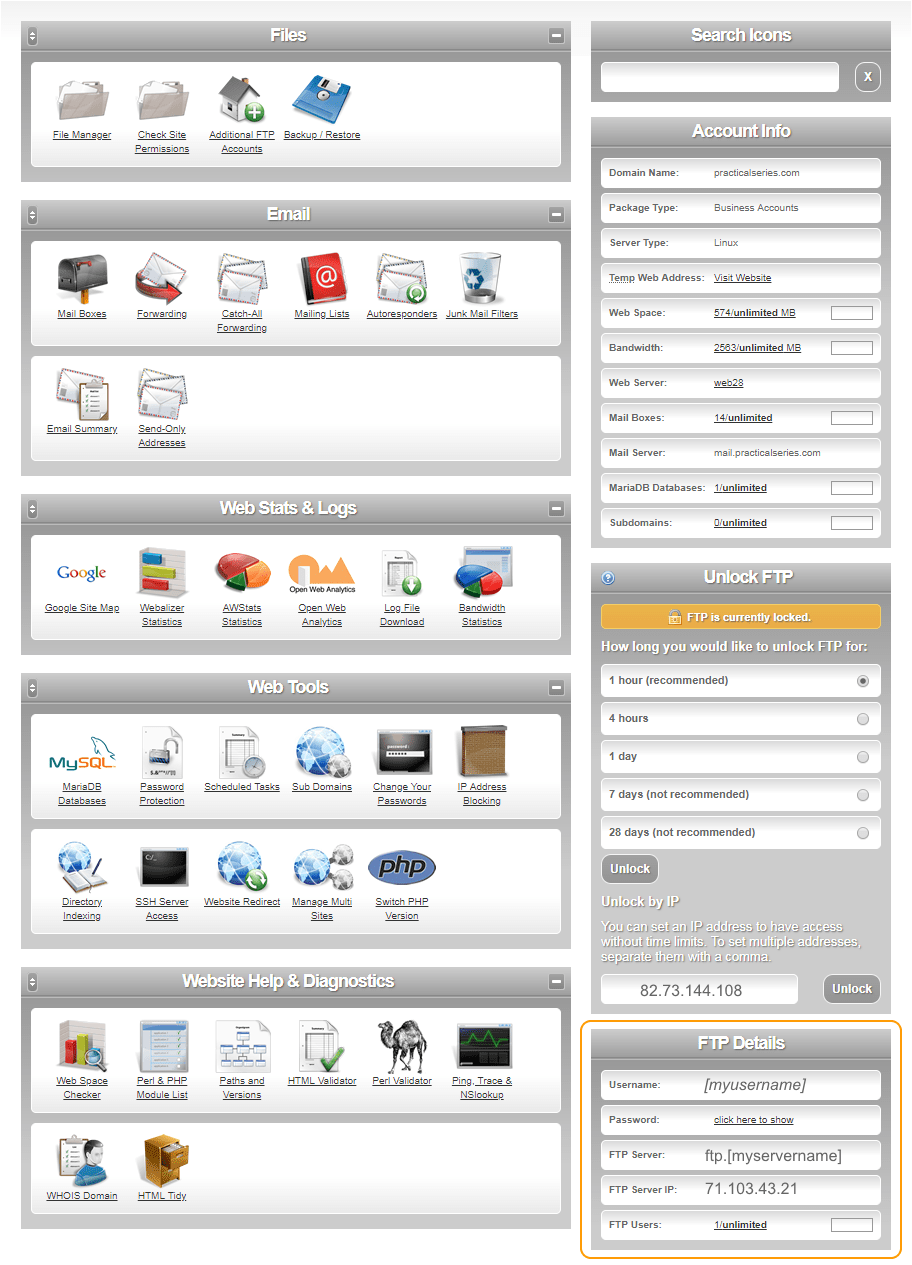 Files
File Manager
Check Site
Permissions
Additional FTP
Accounts
Backup / Restore
Email
Mail Boxes
Forwarding
Catch-All
Forwarding
Mailing Lists
Autoresponders
Junk Mail Filters
Email Summary
Send-Only
Addresses
Web Stats & Logs
Google
Google Site Map
Webalizer
Statistics
AWStats
Statistics
Open Web Analytics
Open Web
Analytics
Log File
Download
Bandwidth
Statistics
Web Tools
MySQL
MariaDB
Databases
Password
Protection
Scheduled Tasks
Sub Domains
password :
Change Your
Passwords
IP Address
Blocking
Directory
Indexing
C:/_
SSH Server
Access
Website Redirect
Manage Multi
Sites
php
Switch PHP
Version
Website Help & Diagnostics
Web Space
Checker
Perl & PHP
Module List
Paths and
Versions
HTML Validator
Perl Validator
Ping, Trace &
NSlookup
WHOIS Domain
HTML Tidy
Search Icons
X
Account Info
Domain Name: practicalseries.com
Package Type: Business Accounts
Server Type: Linux
Temp Web Address: Visit Website
Web Space: 574/unlimited MB
Bandwidth: 2563/unlimited MB
Web Server: web28
Mail Boxes: 14/unlimited
Mail Server: mail.practicalseries.com
MariaDB Databases: 1/unlimited
Subdomains: 0/unlimited
? Unlock FTP
FTP is currently locked.
How long you would like to unlock FTP for:
1 hour (recommended)
4 hours
1 day
7 days (not recommended)
28 days (not recommended)
Unlock
Unlock by IP
You can set an IP address to have access
without time limits. To set multiple addresses,
separate them with a comma.
82.73.144.108 Unlock
FTP Details
Username: [myusername]
Password: click here to show
FTP Server: ftp.[myservername]
FTP Server IP: 71.103.43.21
FTP Users: 1/unlimited